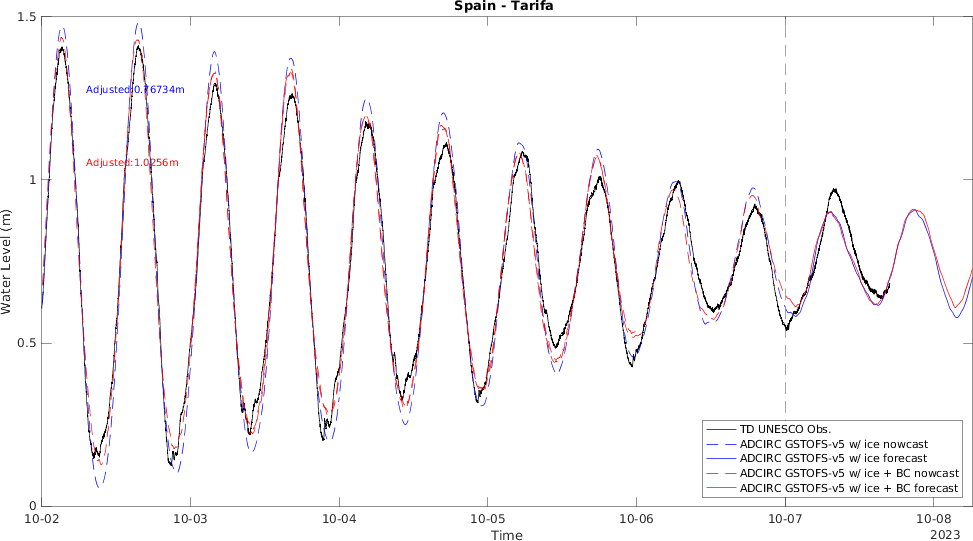 Spain - Tarifa
1.5
Adjusted:0.76734m
Adjusted:1.0256m
1
Water Level (m)
0.5
0
TD UNESCO Obs.
ADCIRC GSTOFS-v5 w/ ice nowcast
ADCIRC GSTOFS-v5 w/ ice forecast
ADCIRC GSTOFS-v5 w/ ice + BC nowcast
ADCIRC GSTOFS-v5 w/ ice + BC forecast
10-02 10-03 10-04 10-05 10-06 10-07 10-08
Time
2023